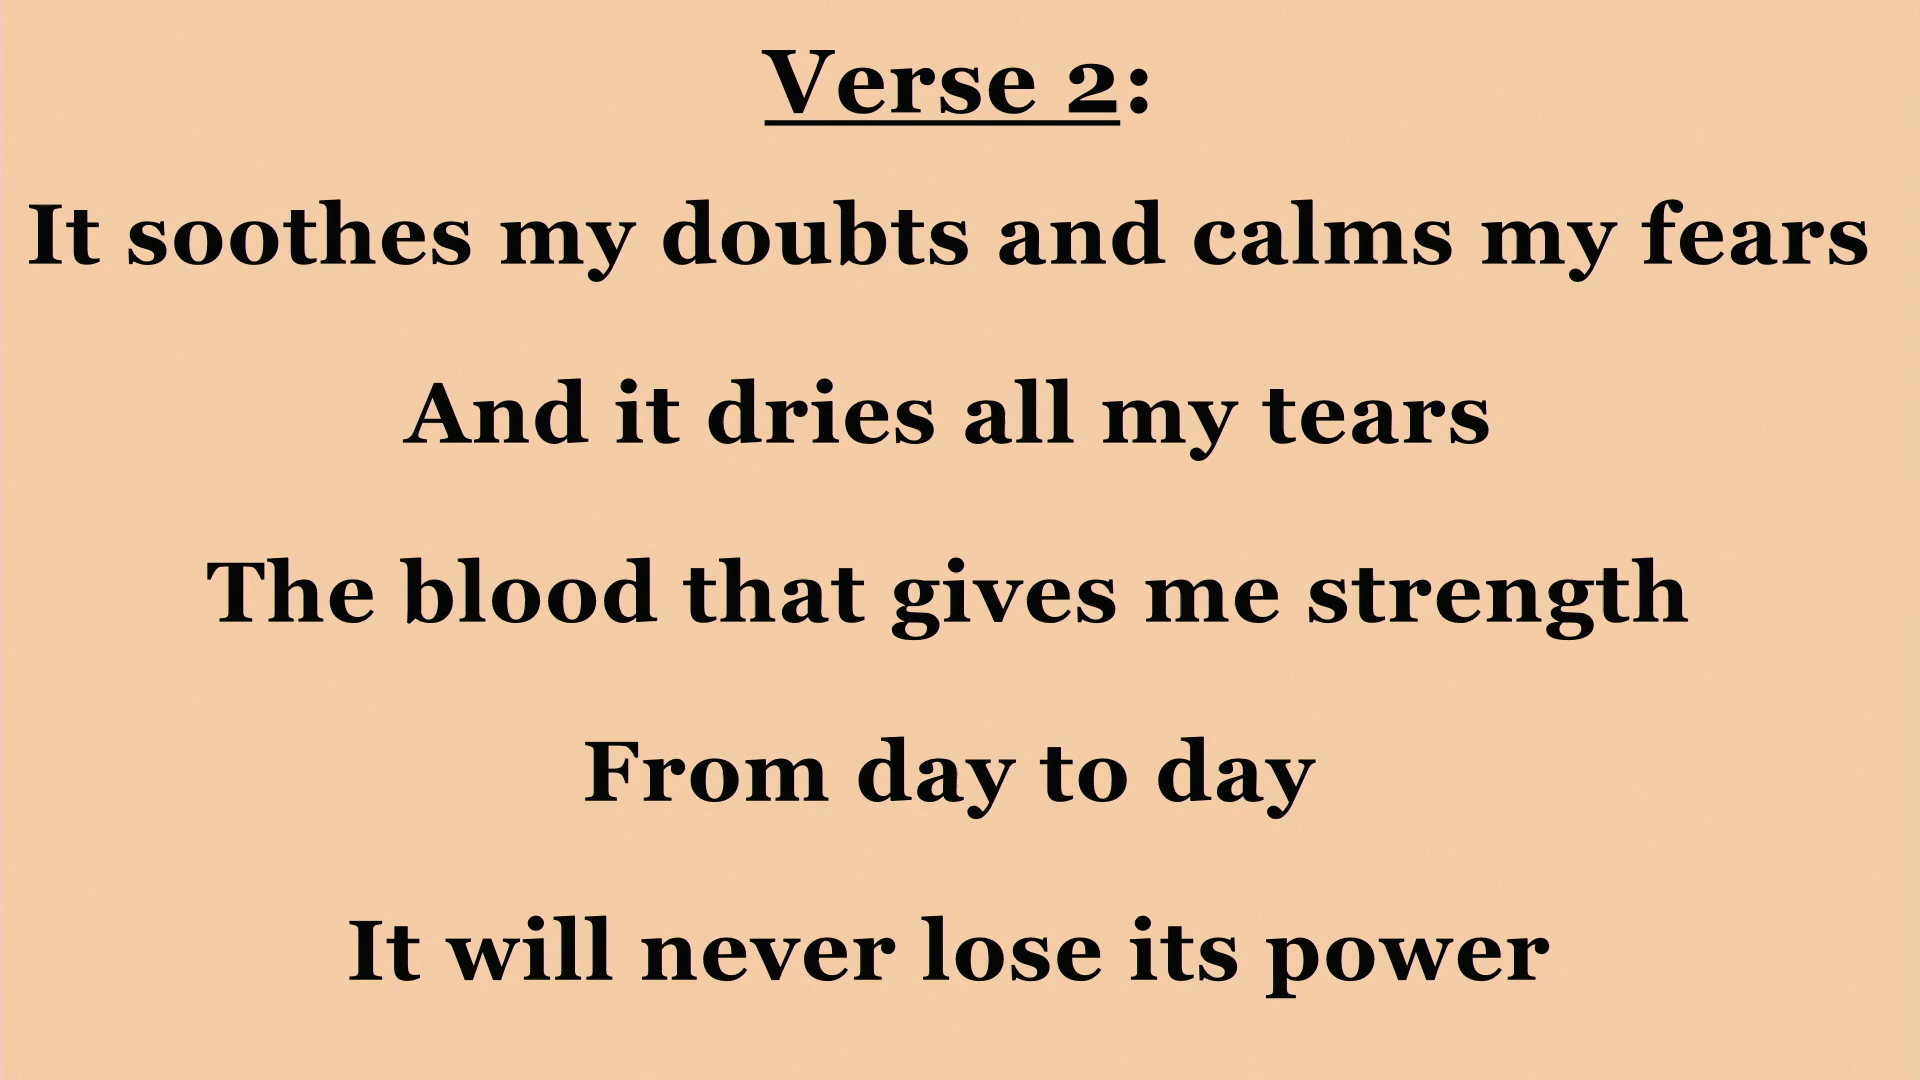 Verse 2:
It soothes my doubts and calms my fears
And it dries all my tears
The blood that gives me strength
From day to day
It will never lose its power